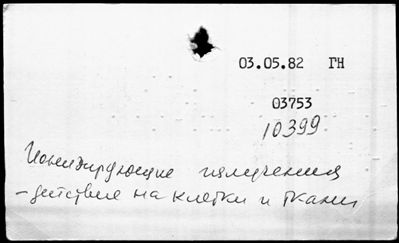 03.05.82 ГН
03753
10399
Ионизирующие излучения
- действие на клетки и ткани